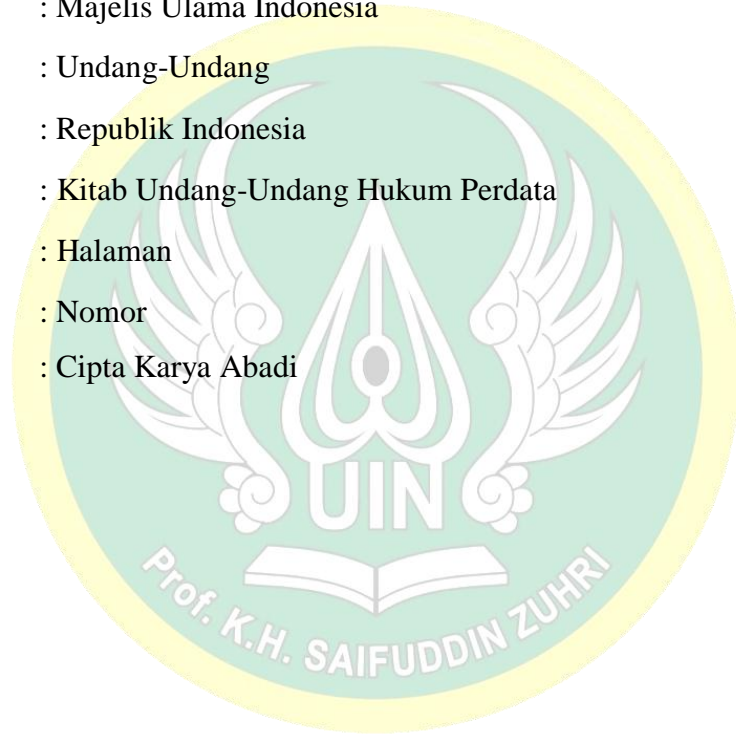 : Majelis Ulama Indonesia
: Undang-Undang
: Republik Indonesia
: Kitab Undang-Undang Hukum Perdata
: Halaman
: Nomor
: Cipta Karya Abadi
UIN
Prof. K.H. SAIFUDDIN ZUHRI